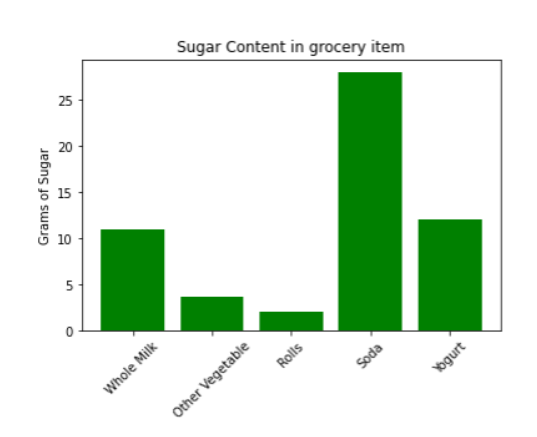 Sugar Content in grocery item
Grams of Sugar
25
20
15
10
5
0
Whole Milk
Other Vegetable
Rolls
Soda
Yogurt